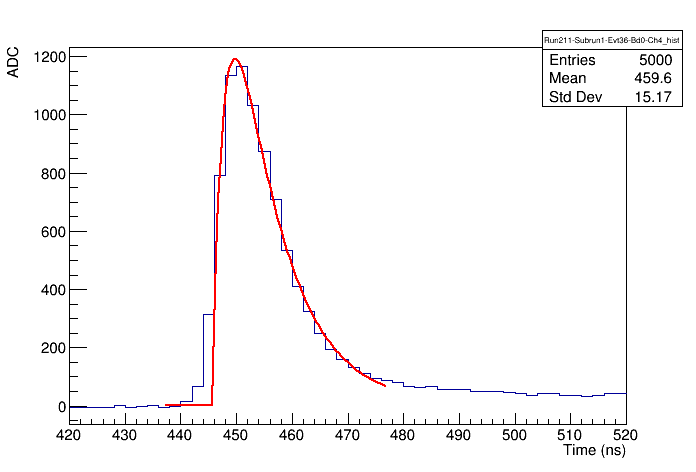 Run211-Subrun1-Evt36-Bd0-Ch4_hist
Entries 5000
Mean 459.6
Std Dev 15.17
ADC
1200
1000
800
600
400
200
0
420 430 440 450 460 470 480 490 500 510 520
Time (ns)